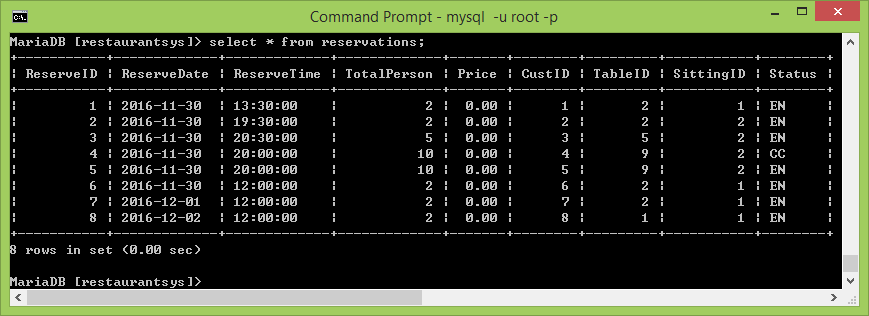 Command Prompt - mysql -u root -p
MariaDB [restaurantsys]> select * from reservations;
+-----------+-------------+-------------+-------------+-------+--------+---------+-----------+--------+
| ReserveID | ReserveDate | ReserveTime | TotalPerson | Price | CustID | TableID | SittingID | Status |
+-----------+-------------+-------------+-------------+-------+--------+---------+-----------+--------+
| 1 | 2016-11-30 | 13:30:00 | 2 | 0.00 | 1 | 2 | 1 | EN |
| 2 | 2016-11-30 | 19:30:00 | 2 | 0.00 | 2 | 2 | 2 | EN |
| 3 | 2016-11-30 | 20:30:00 | 5 | 0.00 | 3 | 5 | 2 | EN |
| 4 | 2016-11-30 | 20:00:00 | 10 | 0.00 | 4 | 9 | 2 | CC |
| 5 | 2016-11-30 | 20:00:00 | 10 | 0.00 | 5 | 9 | 2 | EN |
| 6 | 2016-11-30 | 12:00:00 | 2 | 0.00 | 6 | 2 | 1 | EN |
| 7 | 2016-12-01 | 12:00:00 | 2 | 0.00 | 7 | 2 | 1 | EN |
| 8 | 2016-12-02 | 12:00:00 | 2 | 0.00 | 8 | 1 | 1 | EN |
+-----------+-------------+-------------+-------------+-------+--------+---------+-----------+--------+
8 rows in set (0.00 sec)
MariaDB [restaurantsys]>